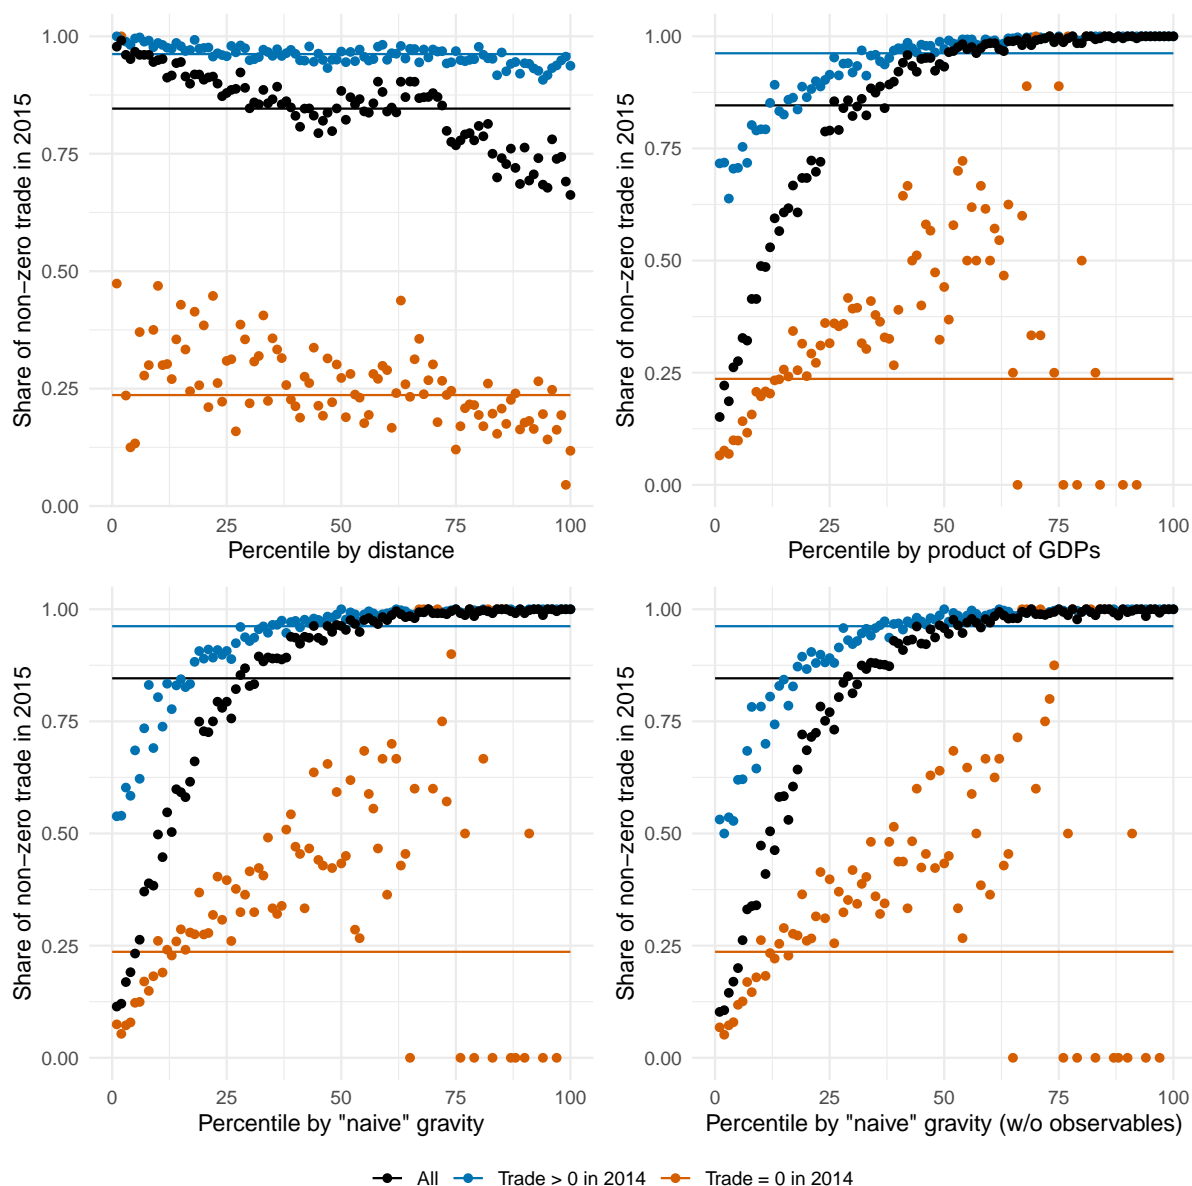 1.00
0.75
0.50
0.25
0.00
Share of non−zero trade in 2015
0 25 50 75 100
Percentile by distance
1.00
0.75
0.50
0.25
0.00
Share of non−zero trade in 2015
0 25 50 75 100
Percentile by product of GDPs
1.00
0.75
0.50
0.25
0.00
Share of non−zero trade in 2015
0 25 50 75 100
Percentile by "naive" gravity
1.00
0.75
0.50
0.25
0.00
Share of non−zero trade in 2015
0 25 50 75 100
Percentile by "naive" gravity (w/o observables)
All Trade > 0 in 2014 Trade = 0 in 2014